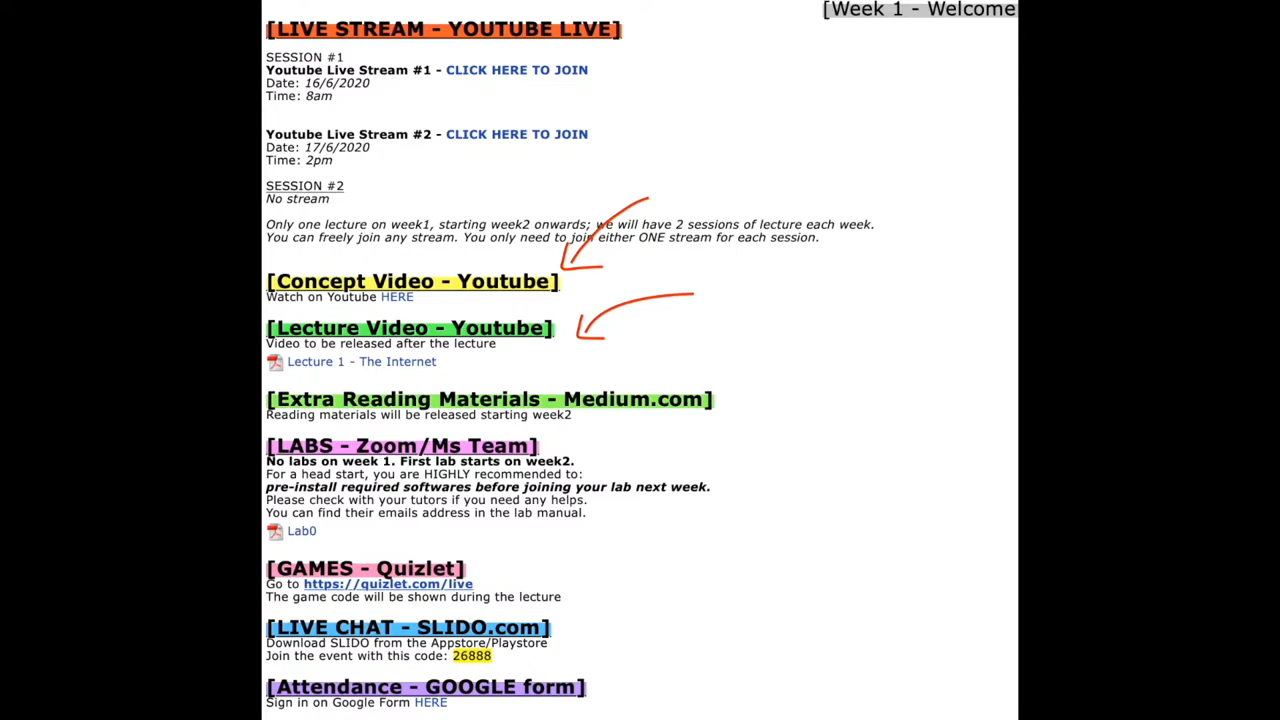 [Week 1 - Welcome
[LIVE STREAM - YOUTUBE LIVE]
SESSION #1
Youtube Live Stream #1 - CLICK HERE TO JOIN
Date: 16/6/2020
Time: 8am
Youtube Live Stream #2 - CLICK HERE TO JOIN
Date: 17/6/2020
Time: 2pm
SESSION #2
No stream
Only one lecture on week1, starting week2 onwards; we will have 2 sessions of lecture each week.
You can freely join any stream. You only need to join either ONE stream for each session.
[Concept Video - Youtube]
Watch on Youtube HERE
[Lecture Video - Youtube]
Video to be released after the lecture
Lecture 1 - The Internet
[Extra Reading Materials - Medium.com]
Reading materials will be released starting week2
[LABS - Zoom/Ms Team]
No labs on week 1. First lab starts on week2.
For a head start, you are HIGHLY recommended to:
pre-install required softwares before joining your lab next week.
Please check with your tutors if you need any helps.
You can find their emails address in the lab manual.
Lab0
[GAMES - Quizlet]
Go to https://quizlet.com/live
The game code will be shown during the lecture
[LIVE CHAT - SLIDO.com]
Download SLIDO from the Appstore/Playstore
Join the event with this code: 26888
[Attendance - GOOGLE form]
Sign in on Google Form HERE